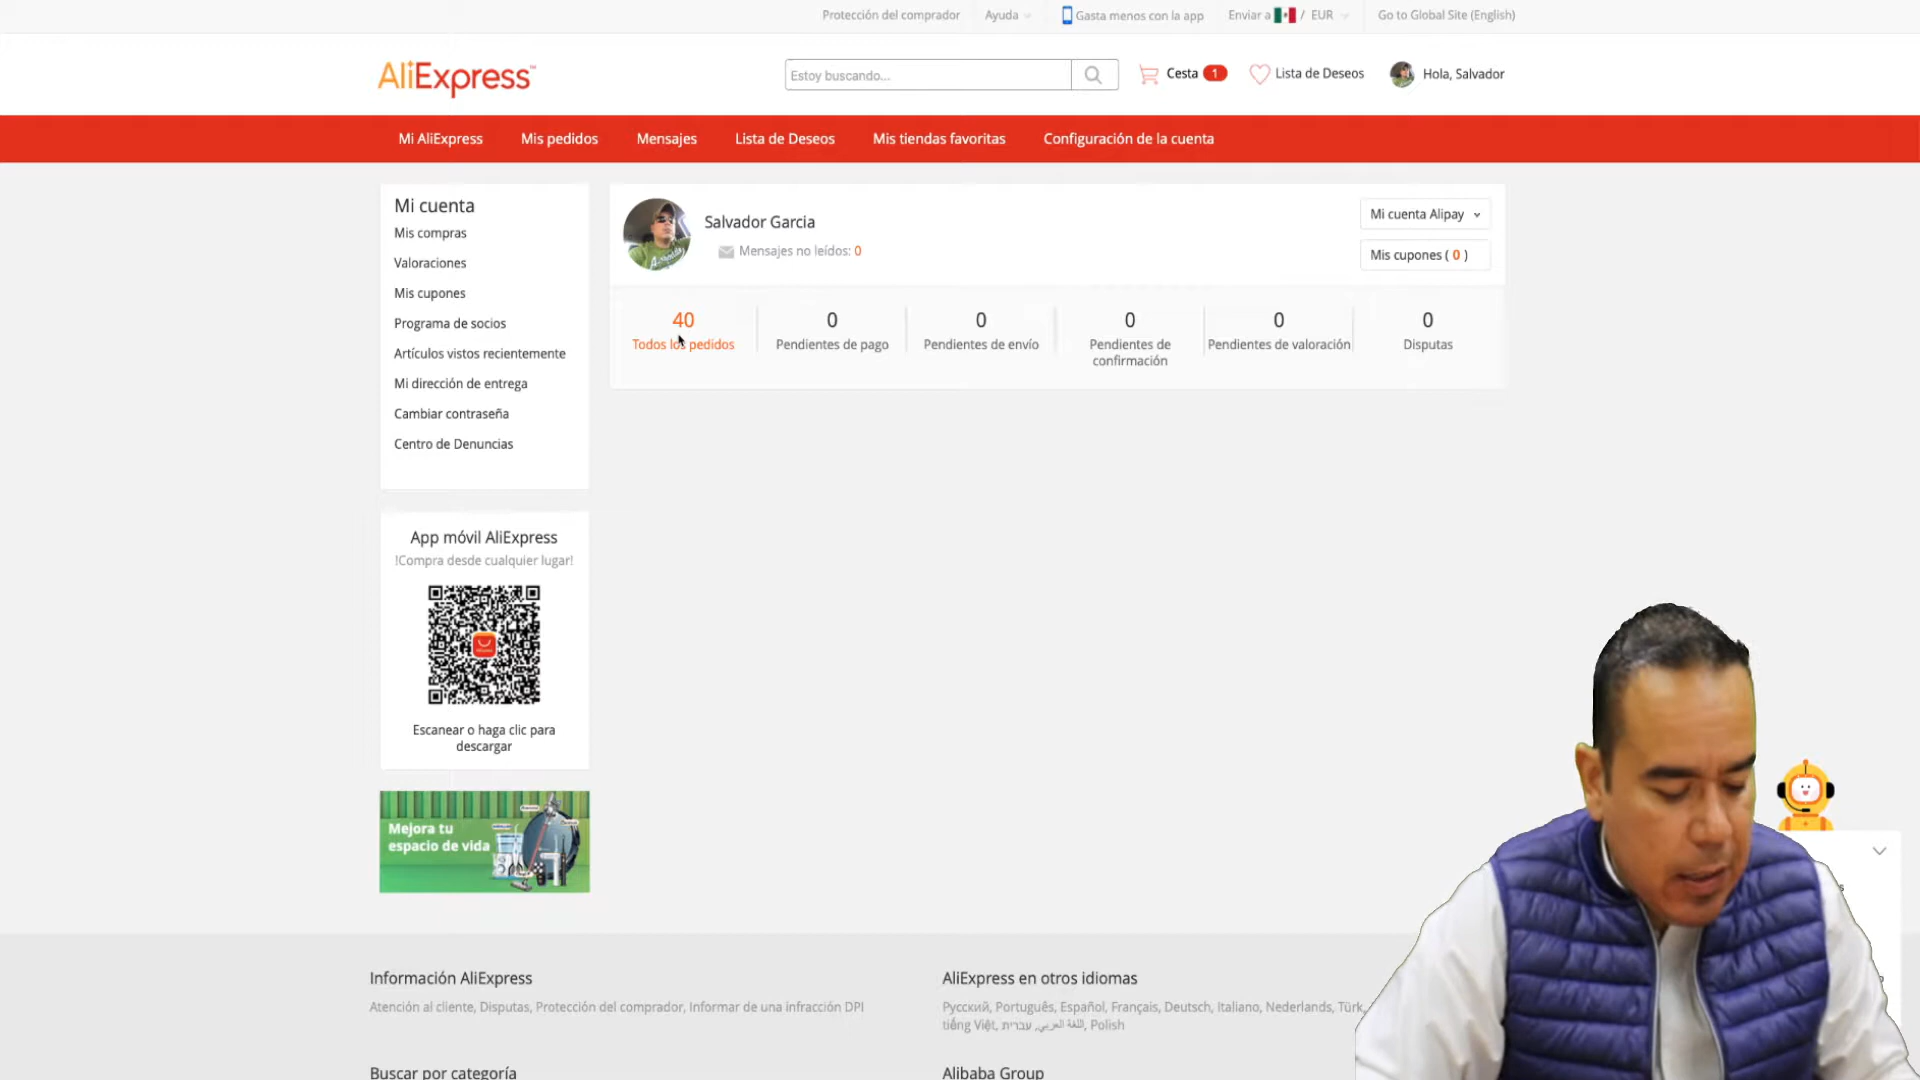 Protección del comprador
Ayuda
Gasta menos con la app
Enviar a / EUR
Go to Global Site (English)
AliExpress™
Estoy buscando...
Cesta 1
Lista de Deseos
Hola, Salvador
Mi AliExpress
Mis pedidos
Mensajes
Lista de Deseos
Mis tiendas favoritas
Configuración de la cuenta
Mi cuenta
Mis compras
Valoraciones
Mis cupones
Programa de socios
Artículos vistos recientemente
Mi dirección de entrega
Cambiar contraseña
Centro de Denuncias
Salvador Garcia
Mensajes no leídos: 0
Mi cuenta Alipay
Mis cupones ( 0 )
40
Todos los pedidos
0
Pendientes de pago
0
Pendientes de envío
0
Pendientes de
confirmación
0
Pendientes de valoración
0
Disputas
App móvil AliExpress
!Compra desde cualquier lugar!
Escanear o haga clic para
descargar
Mejora tu
espacio de vida
Información AliExpress
Atención al cliente, Disputas, Protección del comprador, Informar de una infracción DPI
AliExpress en otros idiomas
Русский, Português, Español, Français, Deutsch, Italiano, Nederlands, Türk
tiếng Việt, اللغة العربي, עברית, Polish
Buscar por categoría
Alibaba Group